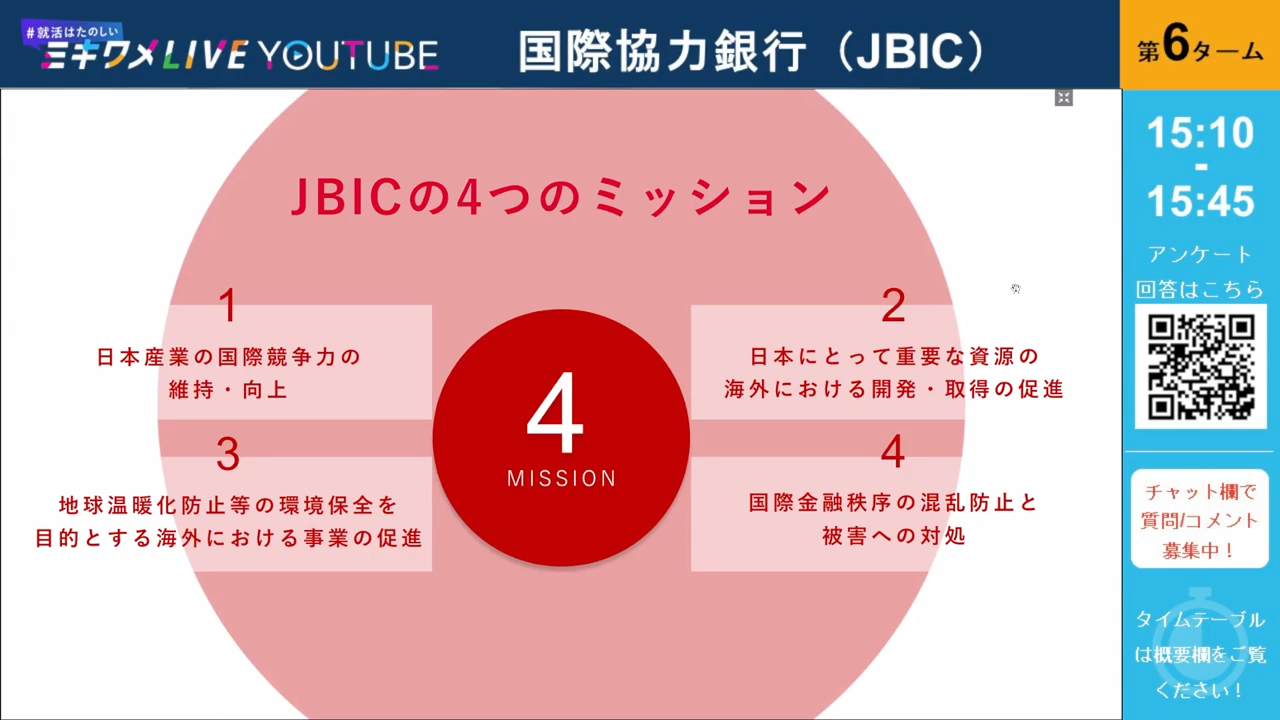 #就活はたのしい
ミキワメLIVE YOUTUBE
国際協力銀行（JBIC）
第6ターム
JBICの4つのミッション
1
日本産業の国際競争力の
維持・向上
2
日本にとって重要な資源の
海外における開発・取得の促進
3
地球温暖化防止等の環境保全を
目的とする海外における事業の促進
4
国際金融秩序の混乱防止と
被害への対処
4
MISSION
15:10
-
15:45
アンケート
回答はこちら
チャット欄で
質問/コメント
募集中！
タイムテーブル
は概要欄をご覧
ください！